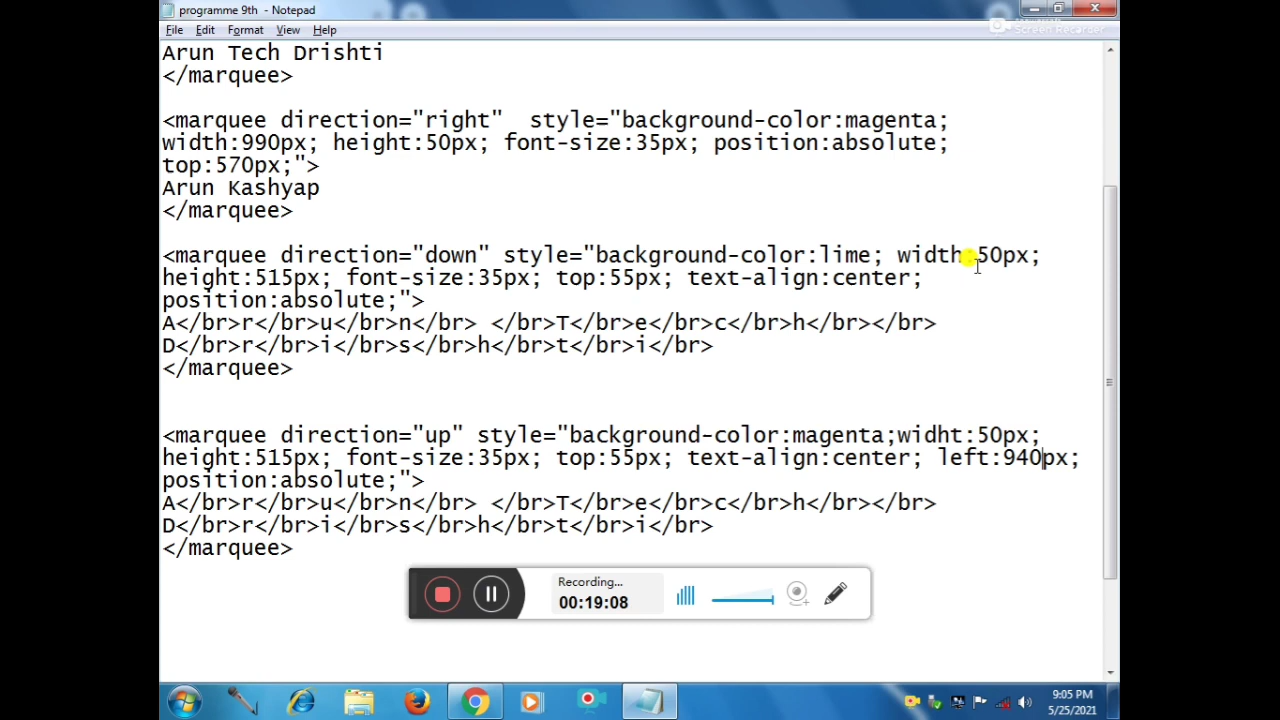 programme 9th - Notepad
File Edit Format View Help
Screen Recorder
Arun Tech Drishti
</marquee>
<marquee direction="right"  style="background-color:magenta;
width:990px; height:50px; font-size:35px; position:absolute;
top:570px;">
Arun Kashyap
</marquee>
<marquee direction="down" style="background-color:lime; width:50px;
height:515px; font-size:35px; top:55px; text-align:center;
position:absolute;">
A</br>r</br>u</br>n</br> </br>T</br>e</br>c</br>h</br></br>
D</br>r</br>i</br>s</br>h</br>t</br>i</br>
</marquee>
<marquee direction="up" style="background-color:magenta;widht:50px;
height:515px; font-size:35px; top:55px; text-align:center; left:940px;
position:absolute;">
A</br>r</br>u</br>n</br> </br>T</br>e</br>c</br>h</br></br>
D</br>r</br>i</br>s</br>h</br>t</br>i</br>
</marquee>
Recording...
00:19:08
9:05 PM
5/25/2021